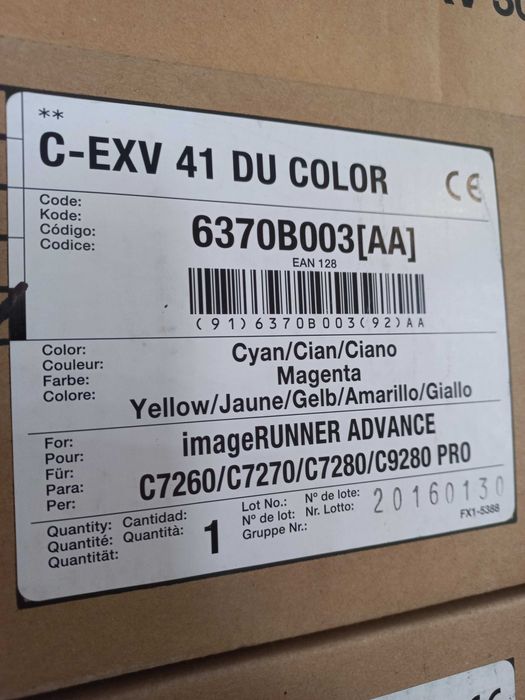 **
C-EXV 41 DU COLOR
CE
Code:
Kode:
Código:
Codice:
6370B003[AA]
EAN 128
(91)6370B003(92)AA
Color:
Couleur:
Farbe:
Colore:
Cyan/Cian/Ciano
Magenta
Yellow/Jaune/Gelb/Amarillo/Giallo
For:
Pour:
Für:
Para:
Per:
imageRUNNER ADVANCE
C7260/C7270/C7280/C9280 PRO
Quantity: Cantidad:
Quantité: Quantità:
Quantität:
1
Lot No.: Nº de lote:
Nº de lot: Nr. Lotto:
Gruppe Nr.:
20160130
FX1-5388